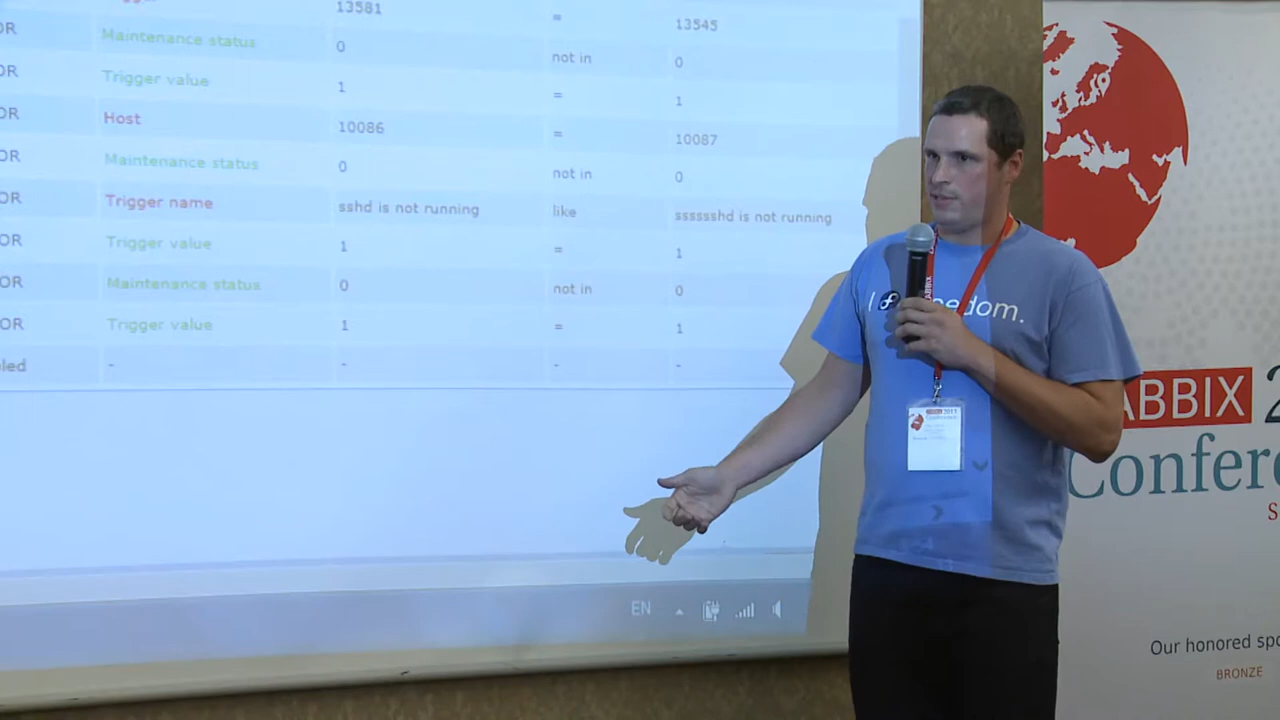 13581 = 13545
OR Maintenance status 0 not in 0
OR Trigger value 1 = 1
OR Host 10086 = 10087
OR Maintenance status 0 not in 0
OR Trigger name sshd is not running like sssssshd is not running
OR Trigger value 1 = 1
OR Maintenance status 0 not in 0
OR Trigger value 1 = 1
led - - - -
EN
I edom.
ABBIX
ABBIX 2
Confere
S
Our honored spo
BRONZE